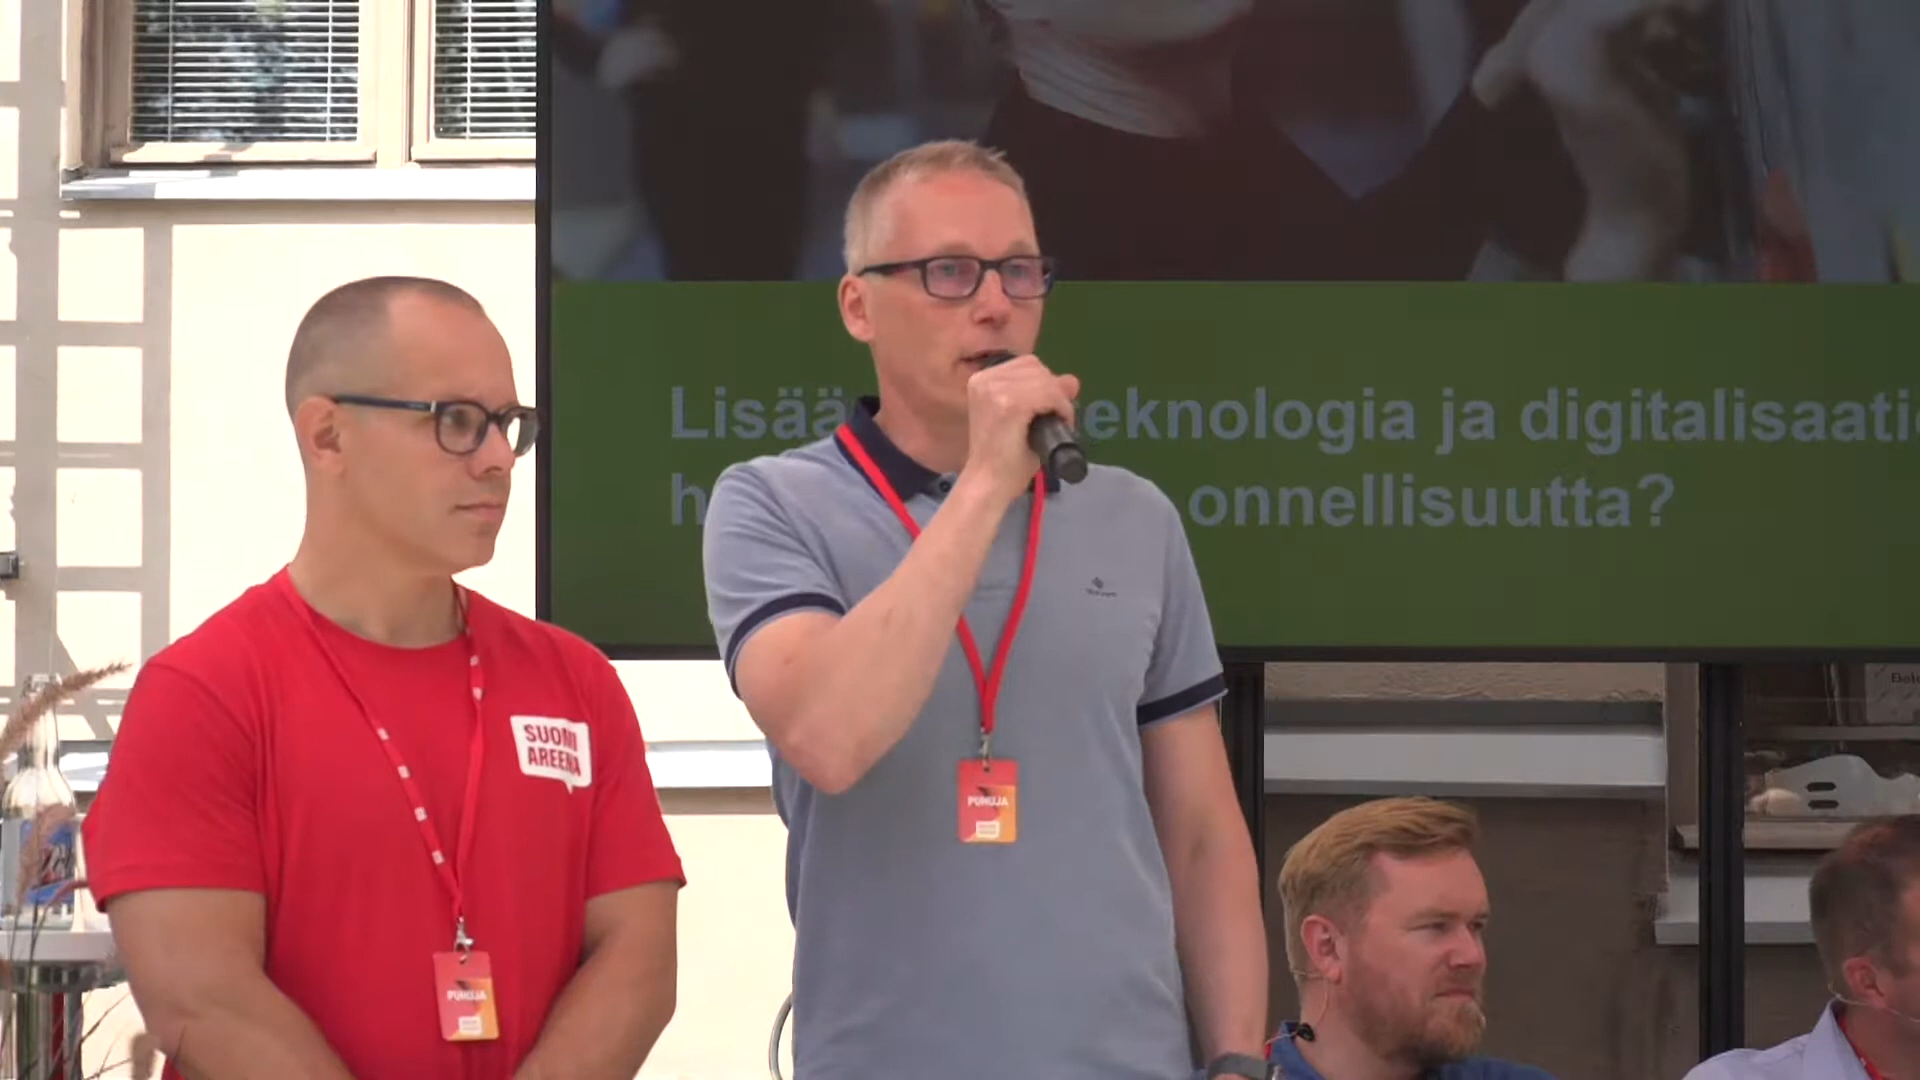 Lisää teknologia ja digitalisaatio
onnellisuutta?
SUOMI
AREENA
PUHUJA
PUHUJA